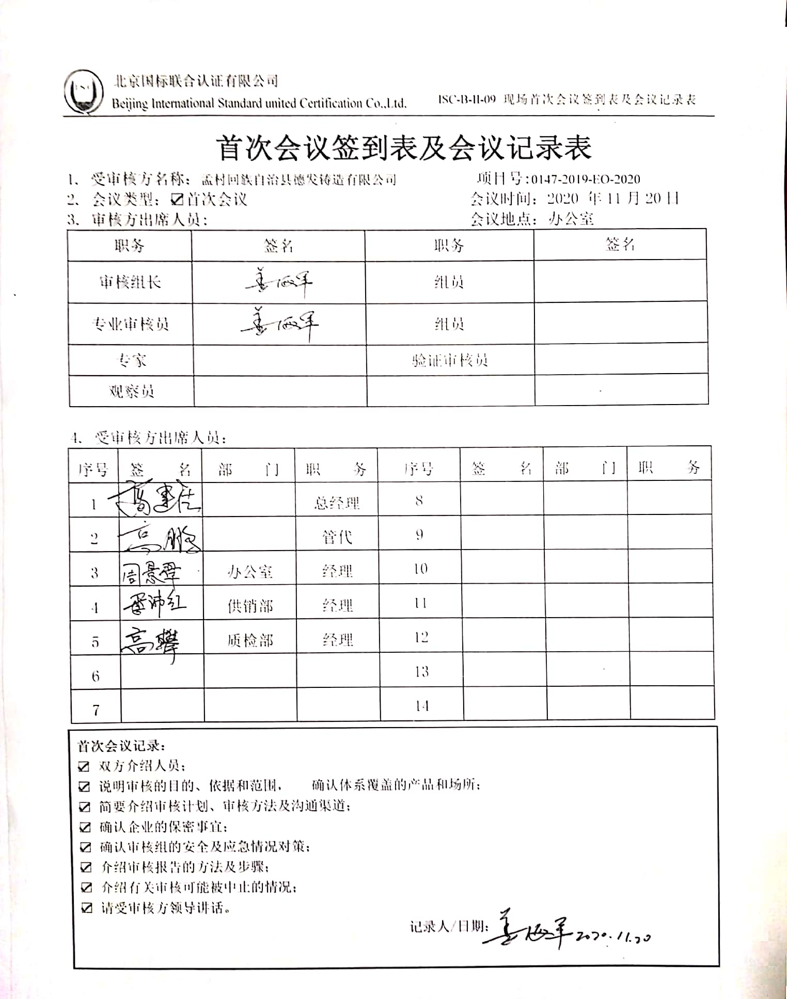 北京国标联合认证有限公司
Beijing International Standard united Certification Co.,Ltd. ISC-B-II-09 现场首次会议签到表及会议记录表
首次会议签到表及会议记录表
1. 受审核方名称：孟村回族自治县德发铸造有限公司 项目号:0147-2019-EO-2020
2. 会议类型：☑首次会议 会议时间：2020 年 11 月 20 日
3. 审核方出席人员： 会议地点：办公室
职务 签名 职务 签名
审核组长 姜海军 组员
专业审核员 姜海军 组员
专家 验证审核员
观察员
4. 受审核方出席人员：
序号 签 名 部 门 职 务 序号 签 名 部 门 职 务
1 总经理 8
2 高鹏 管代 9
3 办公室 经理 10
4 雷沛红 供销部 经理 11
5 高攀 质检部 经理 12
6 13
7 14
首次会议记录：
☑ 双方介绍人员；
☑ 说明审核的目的、依据和范围， 确认体系覆盖的产品和场所；
☑ 简要介绍审核计划、审核方法及沟通渠道；
☑ 确认企业的保密事宜；
☑ 确认审核组的安全及应急情况对策；
☑ 介绍审核报告的方法及步骤；
☑ 介绍有关审核可能被中止的情况；
☑ 请受审核方领导讲话。
记录人/日期：姜海军 2020.11.20